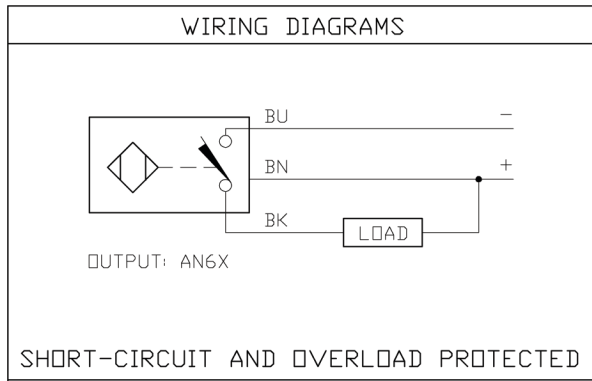 WIRING DIAGRAMS
BU -
BN +
BK
LOAD
OUTPUT: AN6X
SHORT-CIRCUIT AND OVERLOAD PROTECTED